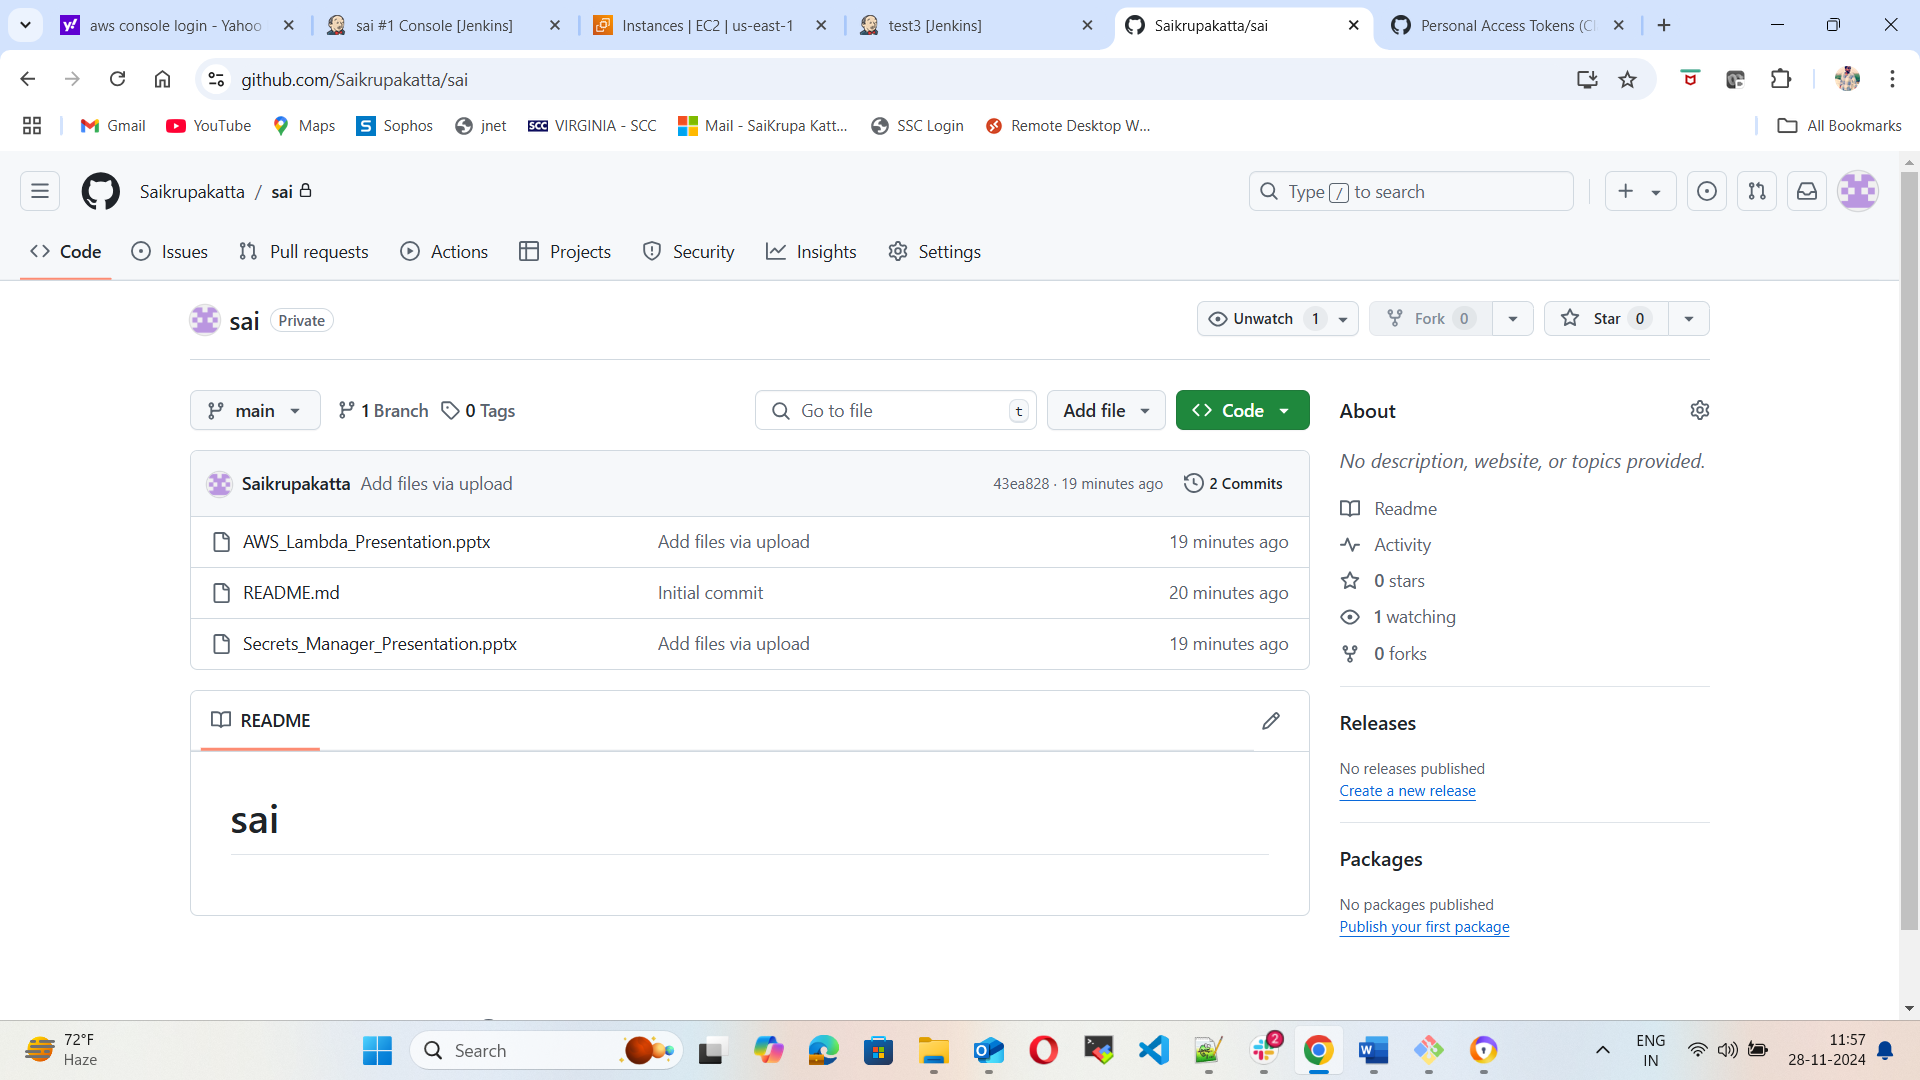 aws console login - Yahoo
sai #1 Console [Jenkins]
Instances | EC2 | us-east-1
test3 [Jenkins]
Saikrupakatta/sai
Personal Access Tokens (Cl
github.com/Saikrupakatta/sai
Gmail
YouTube
Maps
Sophos
jnet
SCC VIRGINIA - SCC
Mail - SaiKrupa Katt...
SSC Login
Remote Desktop W...
All Bookmarks
Saikrupakatta / sai
Type / to search
Code
Issues
Pull requests
Actions
Projects
Security
Insights
Settings
sai Private
Unwatch 1
Fork 0
Star 0
main
1 Branch
0 Tags
Go to file t
Add file
Code
About
No description, website, or topics provided.
Saikrupakatta Add files via upload 43ea828 · 19 minutes ago 2 Commits
AWS_Lambda_Presentation.pptx Add files via upload 19 minutes ago
README.md Initial commit 20 minutes ago
Secrets_Manager_Presentation.pptx Add files via upload 19 minutes ago
Readme
Activity
0 stars
1 watching
0 forks
README
sai
Releases
No releases published
Create a new release
Packages
No packages published
Publish your first package
72°F
Haze
Search
2
ENG
IN
11:57
28-11-2024